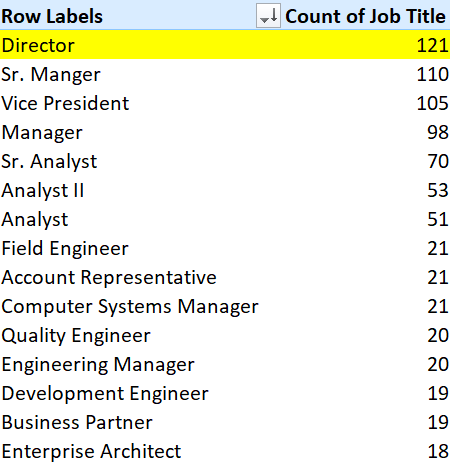 Row Labels Count of Job Title
Director 121
Sr. Manger 110
Vice President 105
Manager 98
Sr. Analyst 70
Analyst II 53
Analyst 51
Field Engineer 21
Account Representative 21
Computer Systems Manager 21
Quality Engineer 20
Engineering Manager 20
Development Engineer 19
Business Partner 19
Enterprise Architect 18